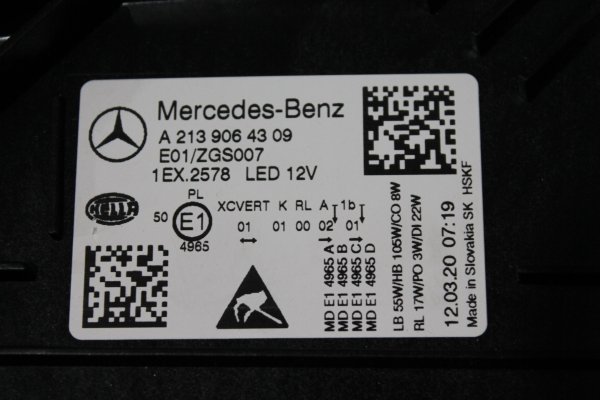 Mercedes-Benz
A 213 906 43 09
E01/ZGS007
1EX.2578 LED 12V
HELLA
PL
50 E1
4965
XCVERT K RL A 1b
01 01 00 02 01
MD E1 4965 A
MD E1 4965 B
MD E1 4965 C
MD E1 4965 D
LB 55W/HB 105W/CO 8W
RL 17W/PO 3W/DI 22W
12.03.20 07:19
Made in Slovakia SK HSKF